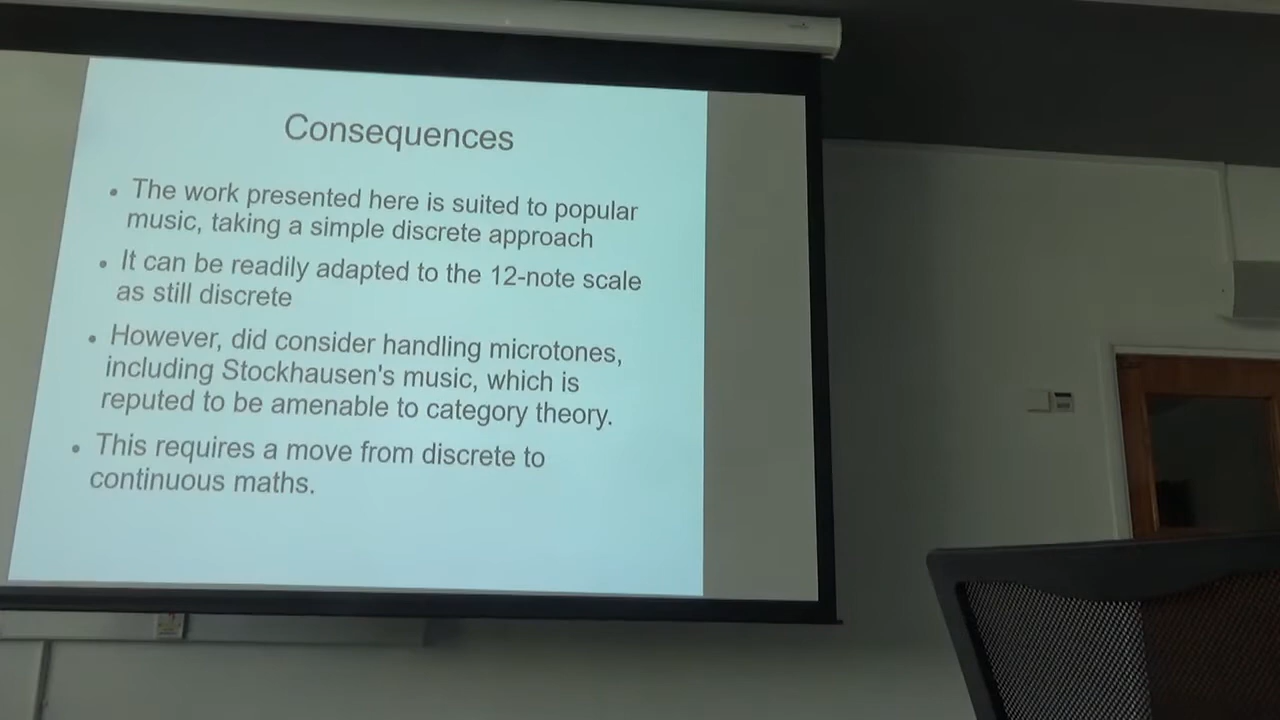 Consequences
• The work presented here is suited to popular
music, taking a simple discrete approach
• It can be readily adapted to the 12-note scale
as still discrete
• However, did consider handling microtones,
including Stockhausen's music, which is
reputed to be amenable to category theory.
• This requires a move from discrete to
continuous maths.